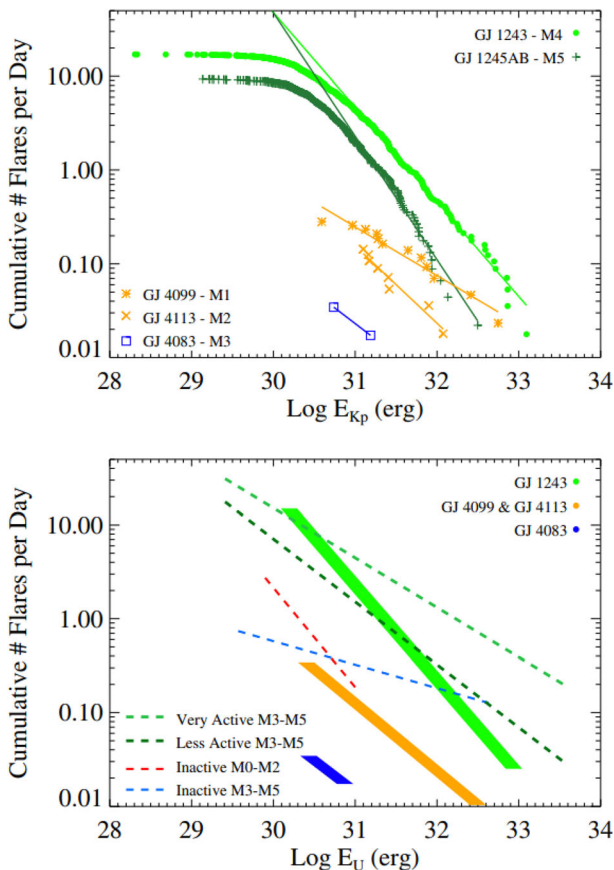 GJ 1243 - M4
GJ 1245AB - M5
10.00
1.00
0.10
0.01
Cumulative # Flares per Day
GJ 4099 - M1
GJ 4113 - M2
GJ 4083 - M3
28 29 30 31 32 33 34
Log E_Kp (erg)
GJ 1243
GJ 4099 & GJ 4113
GJ 4083
10.00
1.00
0.10
0.01
Cumulative # Flares per Day
Very Active M3-M5
Less Active M3-M5
Inactive M0-M2
Inactive M3-M5
28 29 30 31 32 33 34
Log E_U (erg)